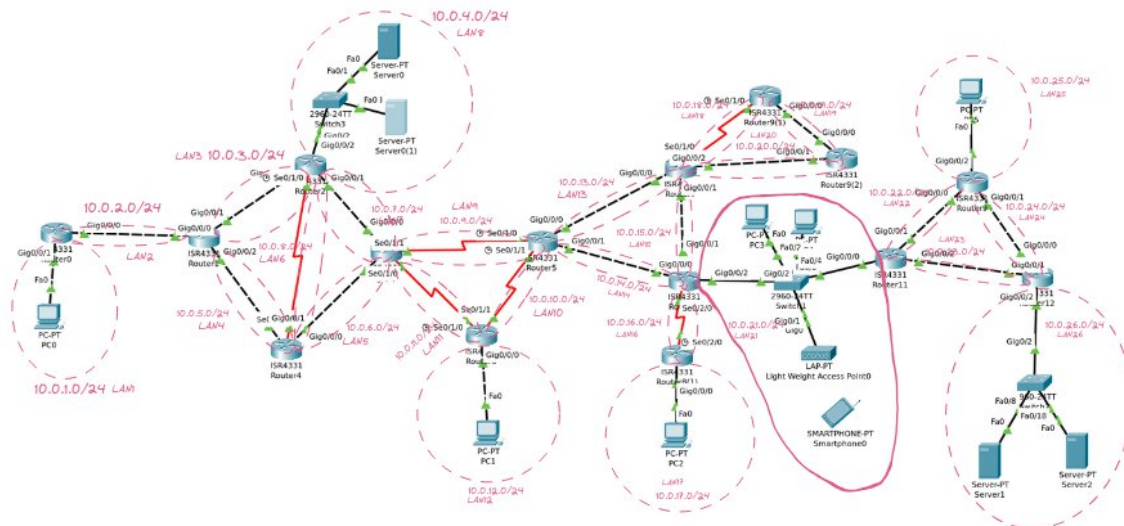 10.0.4.0/24
LAN8
Fa0
Server-PT
Server0
Fa0/1
2960-24TT
Switch3
Server-PT
Server0(1)
Gig0/0/2
LAN3 10.0.3.0/24
Se0/1/0
Gig0/0/1
Router2
10.0.2.0/24
LAN2
Gig0/0/0
Gig0/0/0
Gig0/0/1
Fa0
PC-PT
PC0
10.0.1.0/24 LAN1
ISR4331
Gig0/0/1
10.0.8.0/24
LAN6
10.0.5.0/24
LAN4
Gig0/0/0
ISR4331
Router4
10.0.6.0/24
LAN5
10.0.7.0/24
Gig0/0/0
Se0/1/1
Se0/1/0
LAN9
10.0.9.0/24
Se0/1/0
Se0/1/1
ISR4331
Router5
Gig0/0/0
Gig0/0/1
10.0.10.0/24
LAN10
10.0.11.0/24
LAN11
Se0/1/1
Se0/1/0
Gig0/0/0
Fa0
PC-PT
PC1
10.0.12.0/24
LAN12
10.0.13.0/24
LAN13
10.0.14.0/24
LAN14
10.0.15.0/24
10.0.16.0/24
LAN16
Se0/1/0
Gig0/0/2
Gig0/0/1
10.0.18.0/24
LAN18
Se0/1/0
ISR4331
Router9(1)
Gig0/0/0
LAN19
LAN20
10.0.20.0/24
Gig0/0/1
Gig0/0/0
Gig0/0/1
ISR4331
Router9(2)
Gig0/0/1
Gig0/0/0
ISR4331
Gig0/0/2
Se0/2/0
Se0/2/0
ISR4331
Gig0/0/0
Fa0
PC-PT
PC2
LAN17
10.0.17.0/24
10.0.21.0/24
LAN21
PC-PT
PC3
Fa0
Fa0/4
2960-24TT
Gig0/1
LAP-PT
Light Weight Access Point0
SMARTPHONE-PT
Smartphone0
Gig0/0/2
ISR4331
Router11
Gig0/0/0
Gig0/0/1
10.0.22.0/24
LAN22
LAN23
10.0.24.0/24
LAN24
10.0.25.0/24
LAN25
PC-PT
Fa0
Gig0/0/2
ISR4331
Gig0/0/0
Gig0/0/1
Gig0/0/1
Gig0/0/2
10.0.26.0/24
LAN26
Gig0/2
Fa0/8
Fa0/18
Fa0
Fa0
Server-PT
Server1
Server-PT
Server2